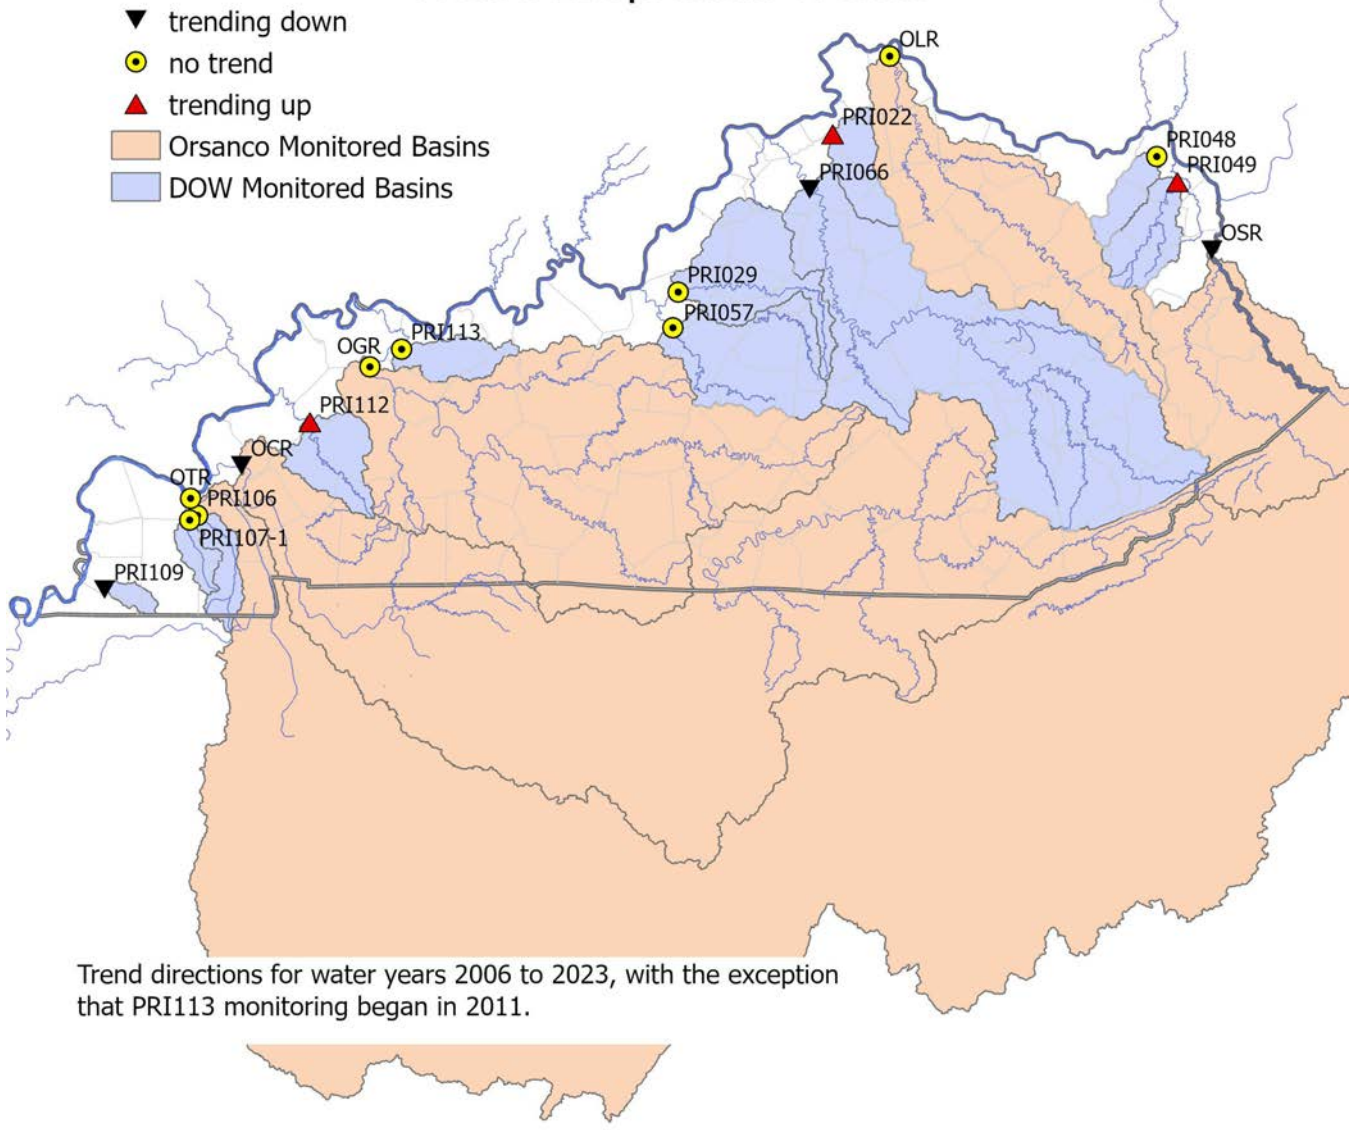 trending down
no trend
trending up
Orsanco Monitored Basins
DOW Monitored Basins
OLR
PRI022
PRI048
PRI049
PRI066
OSR
PRI029
PRI057
PRI113
OGR
PRI112
OCR
OTR
PRI106
PRI107-1
PRI109
Trend directions for water years 2006 to 2023, with the exception
that PRI113 monitoring began in 2011.